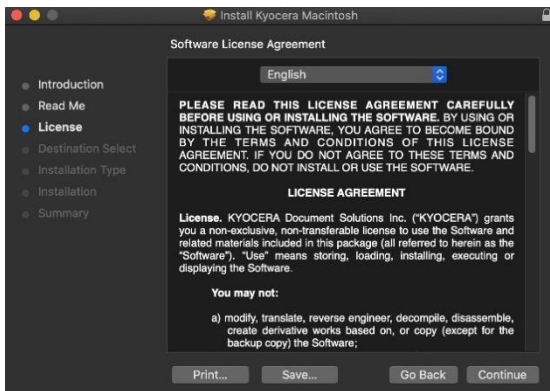 Install Kyocera Macintosh
Software License Agreement
Introduction
Read Me
License
Destination Select
Installation Type
Installation
Summary
English
PLEASE READ THIS LICENSE AGREEMENT CAREFULLY
BEFORE USING OR INSTALLING THE SOFTWARE. BY USING OR
INSTALLING THE SOFTWARE, YOU AGREE TO BECOME BOUND
BY THE TERMS AND CONDITIONS OF THIS LICENSE
AGREEMENT. IF YOU DO NOT AGREE TO THESE TERMS AND
CONDITIONS, DO NOT INSTALL OR USE THE SOFTWARE.
LICENSE AGREEMENT
License. KYOCERA Document Solutions Inc. ("KYOCERA") grants
you a non-exclusive, non-transferable license to use the Software and
related materials included in this package (all referred to herein as the
"Software"). "Use" means storing, loading, installing, executing or
displaying the Software.
You may not:
a) modify, translate, reverse engineer, decompile, disassemble,
create derivative works based on, or copy (except for the
backup copy) the Software;
Print...
Save...
Go Back
Continue